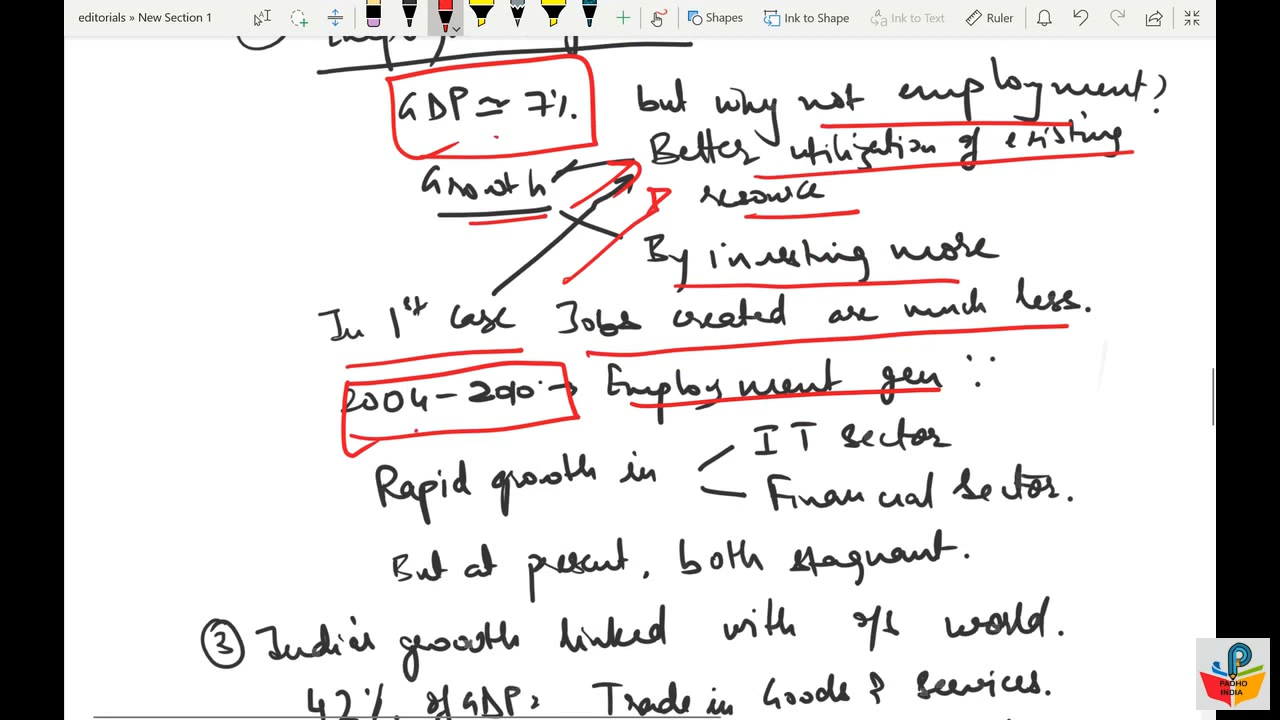 editorials » New Section 1
Shapes
Ink to Shape
Ink to Text
Ruler
GDP ≃ 7%. but why not employment?
Better utilization of existing
Growth
resource
By investing more
In 1st case Jobs created are much less.
2004 - 2010 → Employment gen ∵
IT sector
Rapid growth in
Financial Sector.
But at present, both stagnant.
③ India's growth linked with o/s world.
42% of GDP: Trade in Goods & Services.
PADHO
INDIA